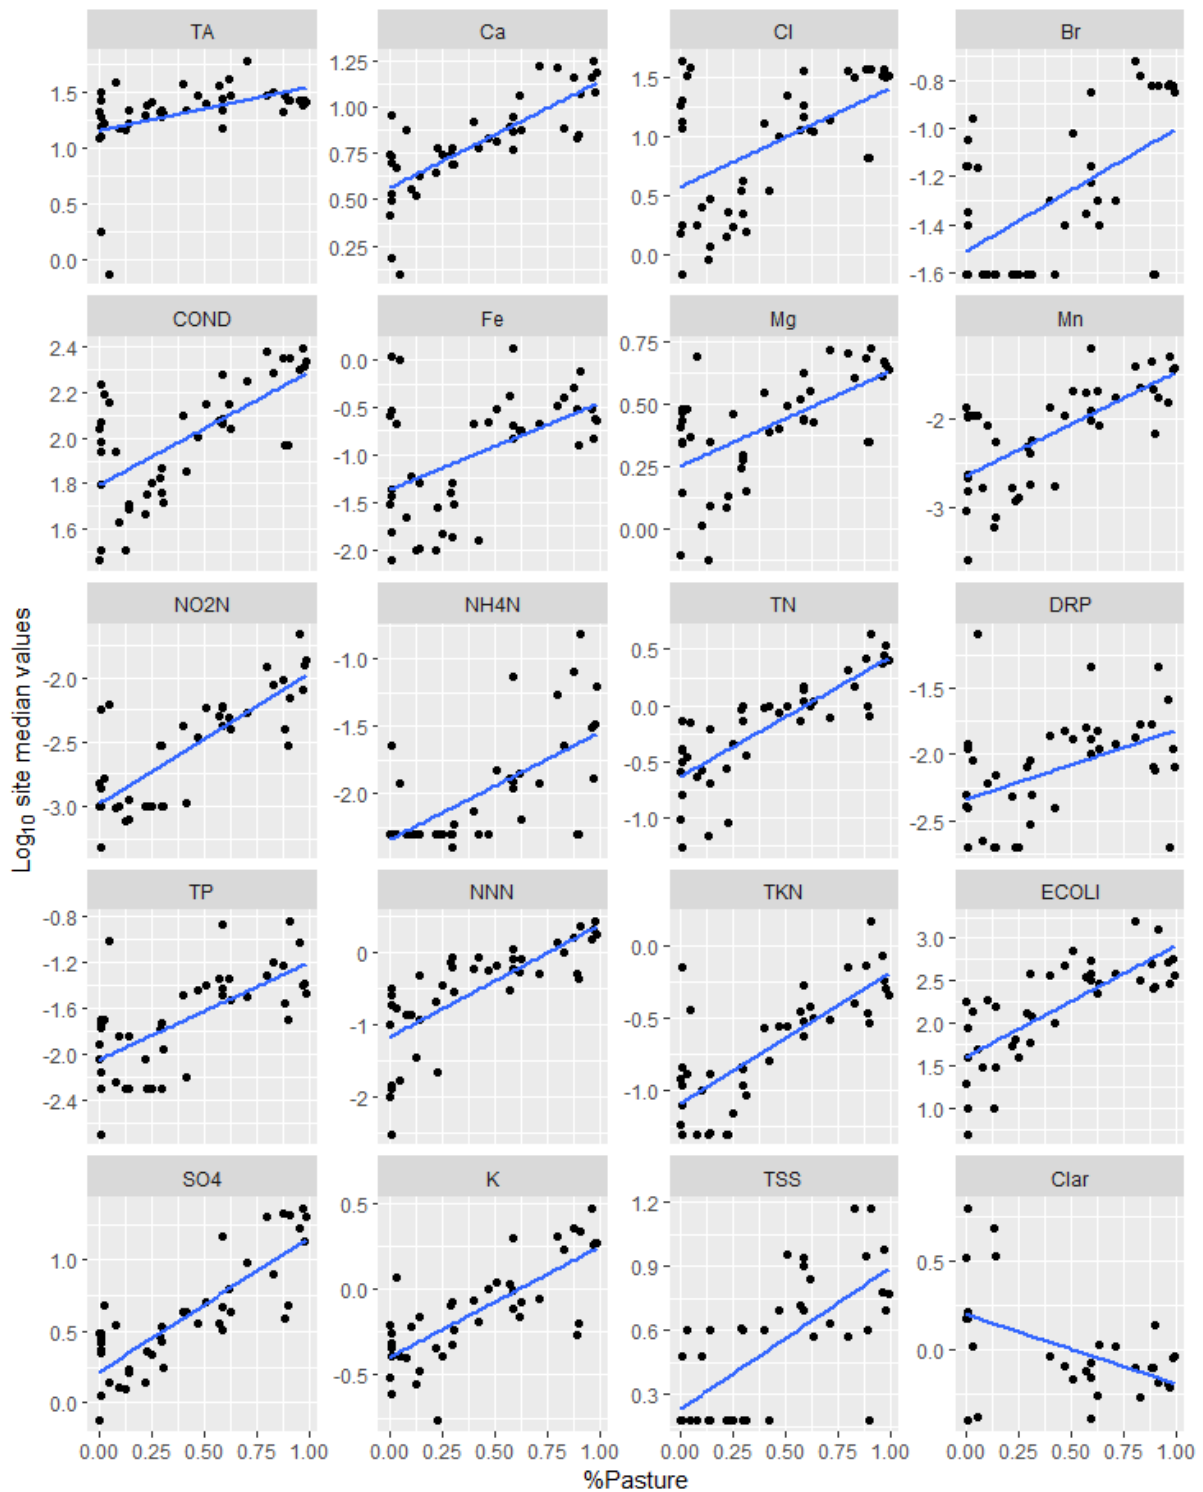 TA Ca Cl Br
1.5 1.0 0.5 0.0
1.25 1.00 0.75 0.50 0.25
1.5 1.0 0.5 0.0
-0.8 -1.0 -1.2 -1.4 -1.6
COND Fe Mg Mn
2.4 2.2 2.0 1.8 1.6
0.0 -0.5 -1.0 -1.5 -2.0
0.75 0.50 0.25 0.00
-2 -3
NO2N NH4N TN DRP
-2.0 -2.5 -3.0
-1.0 -1.5 -2.0
0.5 0.0 -0.5 -1.0
-1.5 -2.0 -2.5
Log10 site median values
TP NNN TKN ECOLI
-0.8 -1.2 -1.6 -2.0 -2.4
0 -1 -2
0.0 -0.5 -1.0
3.0 2.5 2.0 1.5 1.0
SO4 K TSS Clar
1.0 0.5 0.0
0.5 0.0 -0.5
1.2 0.9 0.6 0.3
0.5 0.0
0.00 0.25 0.50 0.75 1.00 0.00 0.25 0.50 0.75 1.00 0.00 0.25 0.50 0.75 1.00 0.00 0.25 0.50 0.75 1.00
%Pasture